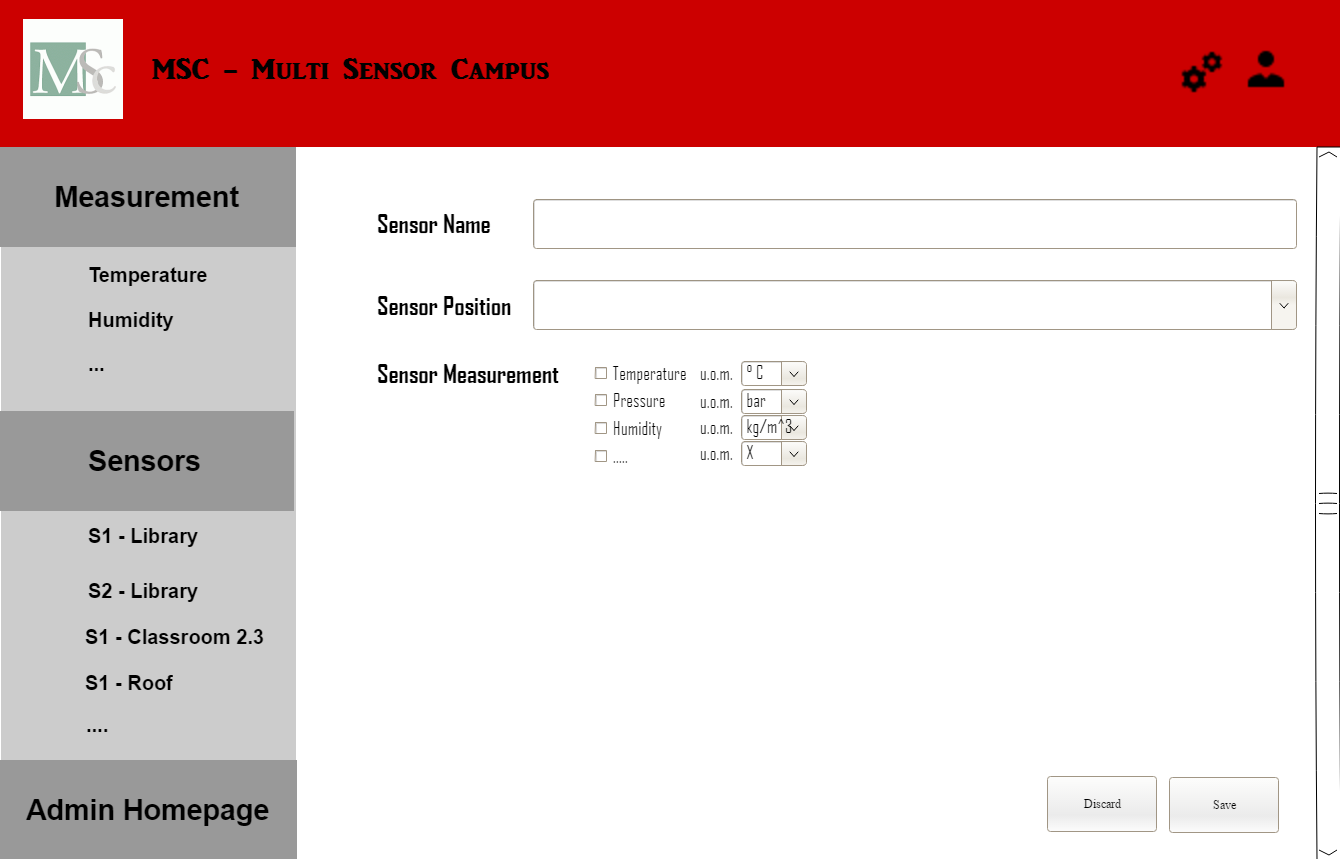 MSc
MSC - Multi Sensor Campus
Measurement
Temperature
Humidity
...
Sensors
S1 - Library
S2 - Library
S1 - Classroom 2.3
S1 - Roof
....
Admin Homepage
Sensor Name
Sensor Position
Sensor Measurement
Temperature u.o.m. º C
Pressure u.o.m. bar
Humidity u.o.m. kg/m^3
..... u.o.m. X
Discard Save